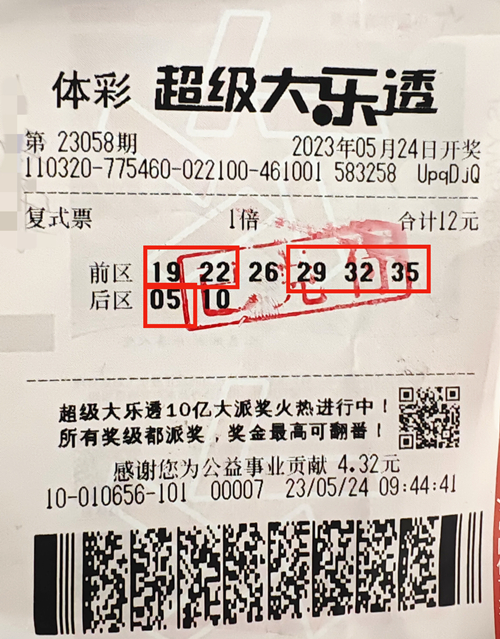 体彩 超级大乐透
第 23058期 2023年05月24日开奖
110320-775460-022100-461001 583258 UpqDJQ
复式票 1倍 合计12元
前区 19 22 26 29 32 35
后区 05 10
超级大乐透10亿大派奖火热进行中！
所有奖级都派奖，奖金最高可翻番！
感谢您为公益事业贡献 4.32元
10-010656-101 00007 23/05/24 09:44:41